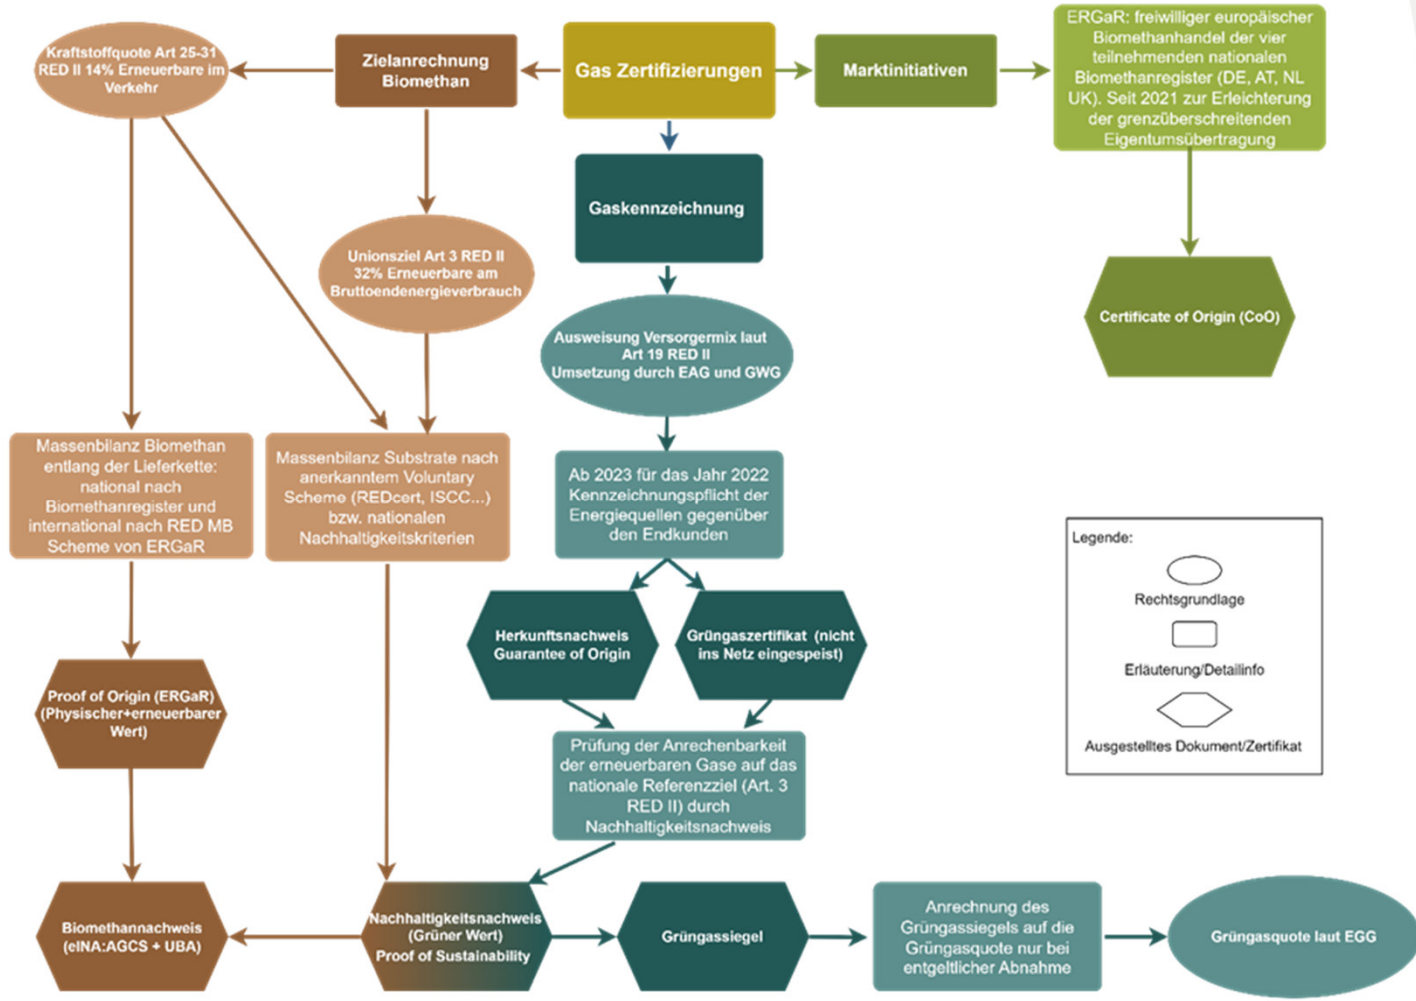 Kraftstoffquote Art 25-31
RED II 14% Erneuerbare im
Verkehr
Zielanrechnung
Biomethan
Gas Zertifizierungen
Marktinitiativen
ERGaR: freiwilliger europäischer
Biomethanhandel der vier
teilnehmenden nationalen
Biomethanregister (DE, AT, NL
UK). Seit 2021 zur Erleichterung
der grenzüberschreitenden
Eigentumsübertragung
Gaskennzeichnung
Unionsziel Art 3 RED II
32% Erneuerbare am
Bruttoendenergieverbrauch
Certificate of Origin (CoO)
Ausweisung Versorgermix laut
Art 19 RED II
Umsetzung durch EAG und GWG
Massenbilanz Biomethan
entlang der Lieferkette:
national nach
Biomethanregister und
international nach RED MB
Scheme von ERGaR
Massenbilanz Substrate nach
anerkanntem Voluntary
Scheme (REDcert, ISCC...)
bzw. nationalen
Nachhaltigkeitskriterien
Ab 2023 für das Jahr 2022
Kennzeichnungspflicht der
Energiequellen gegenüber
den Endkunden
Legende:
Rechtsgrundlage
Erläuterung/Detailinfo
Ausgestelltes Dokument/Zertifikat
Herkunftsnachweis
Guarantee of Origin
Grüngaszertifikat (nicht
ins Netz eingespeist)
Proof of Origin (ERGaR)
(Physischer+erneuerbarer
Wert)
Prüfung der Anrechenbarkeit
der erneuerbaren Gase auf das
nationale Referenzziel (Art. 3
RED II) durch
Nachhaltigkeitsnachweis
Biomethannachweis
(elNA:AGCS + UBA)
Nachhaltigkeitsnachweis
(Grüner Wert)
Proof of Sustainability
Grüngassiegel
Anrechnung des
Grüngassiegels auf die
Grüngasquote nur bei
entgeltlicher Abnahme
Grüngasquote laut EGG